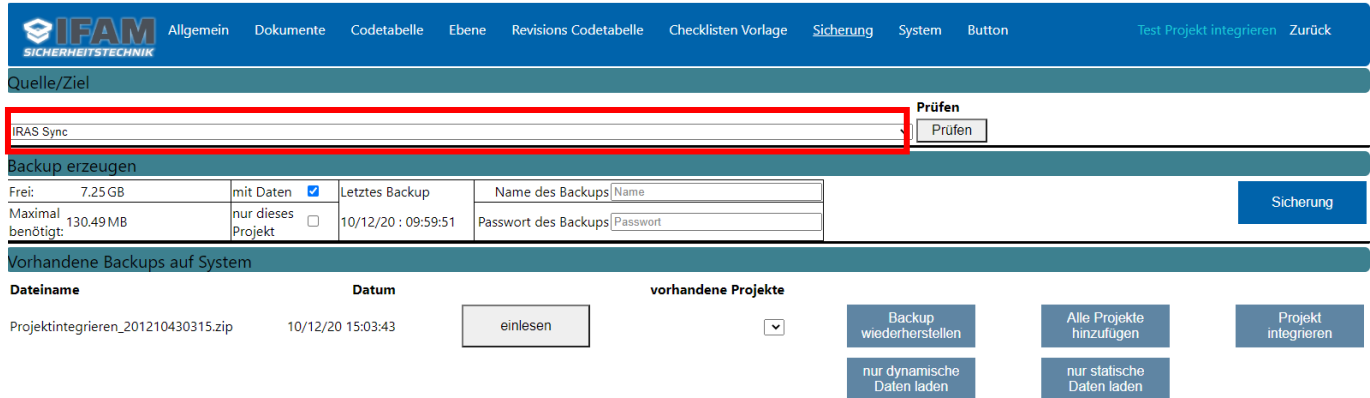 IFAM
SICHERHEITSTECHNIK
Allgemein Dokumente Codetabelle Ebene Revisions Codetabelle Checklisten Vorlage Sicherung System Button Test Projekt integrieren Zurück
Quelle/Ziel
Prüfen
IRAS Sync Prüfen
Backup erzeugen
Frei: 7.25 GB mit Daten Letztes Backup Name des Backups Name
Sicherung
Maximal benötigt: 130.49 MB nur dieses Projekt 10/12/20 : 09:59:51 Passwort des Backups Passwort
Vorhandene Backups auf System
Dateiname Datum vorhandene Projekte
Projektintegrieren_201210430315.zip 10/12/20 15:03:43 einlesen
Backup wiederherstellen
Alle Projekte hinzufügen
Projekt integrieren
nur dynamische Daten laden
nur statische Daten laden